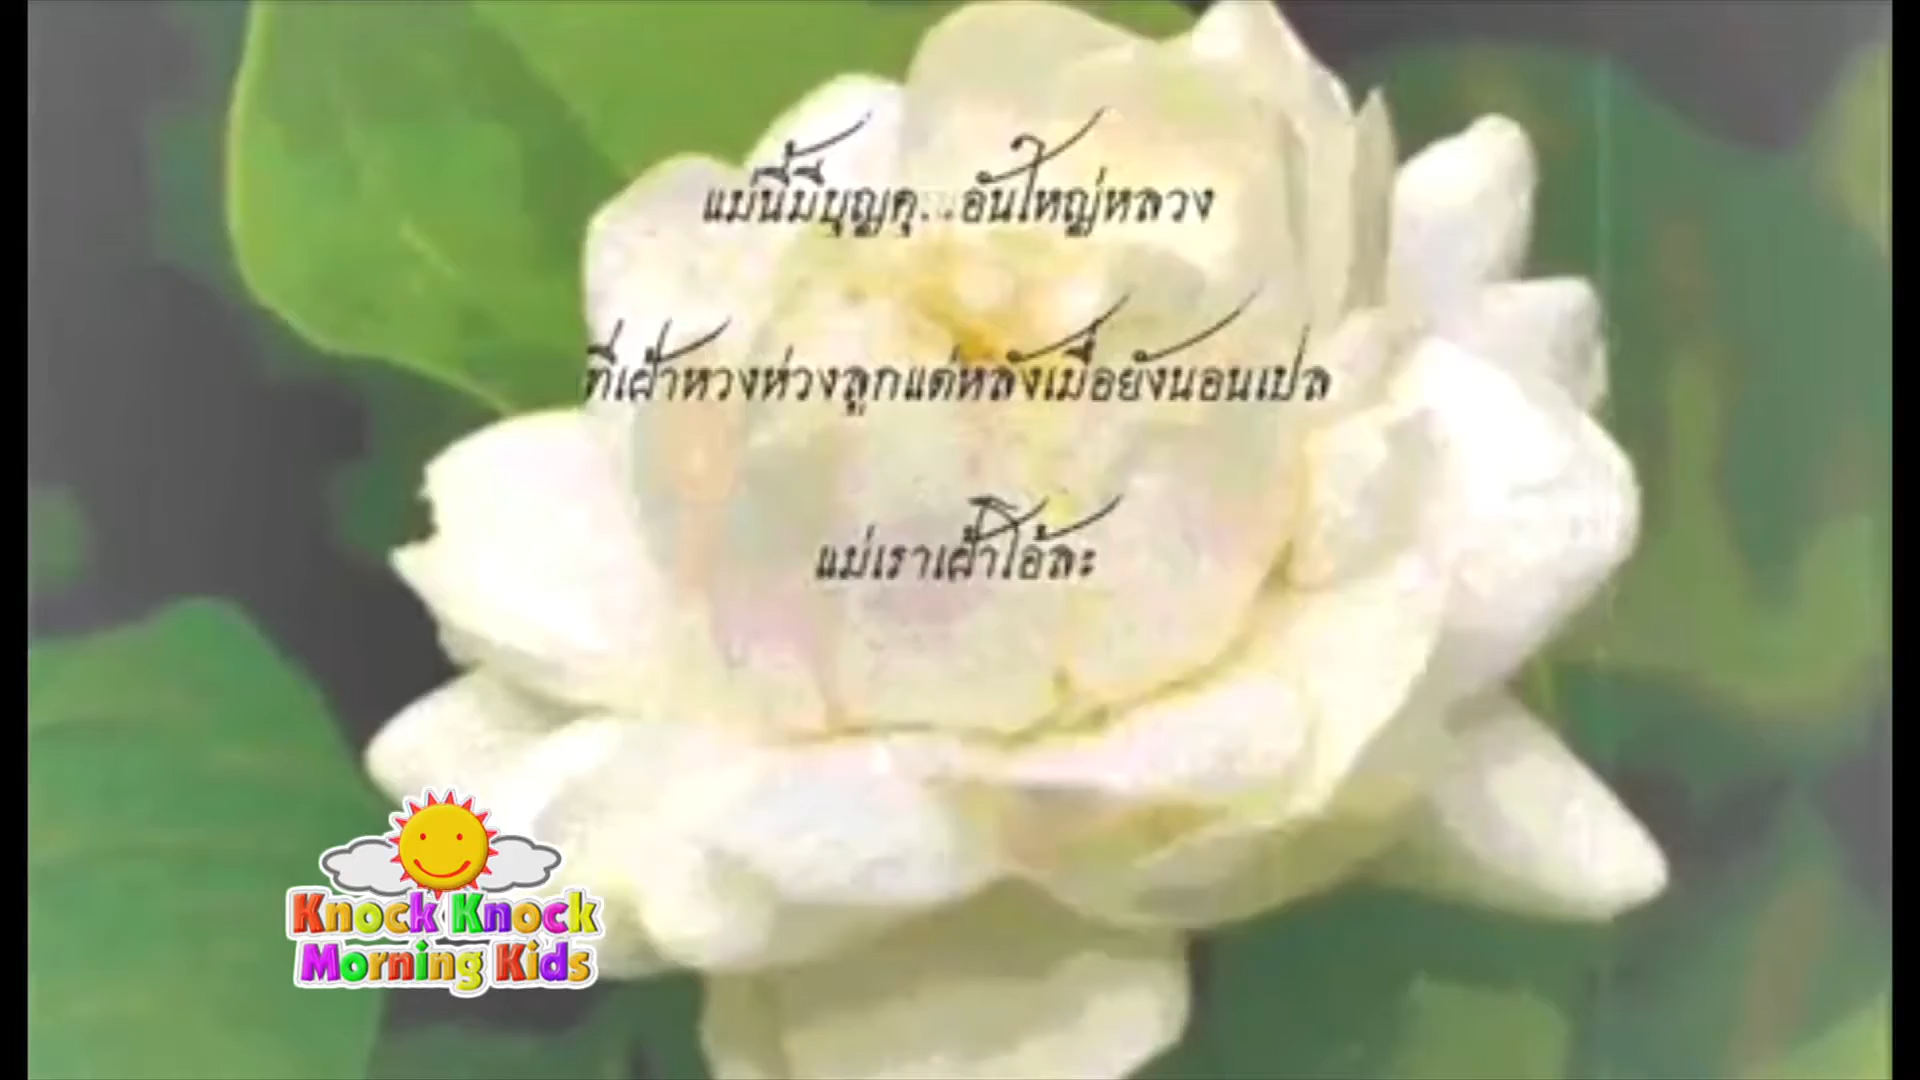 แม่นี้มีบุญคุ อันใหญ่หลวง
ที่เฝ้าหวงห่วงลูกแต่หลังเมื่อยังนอนเปล
แม่เราเฝ้าโอ้ละ
Knock Knock
Morning Kids